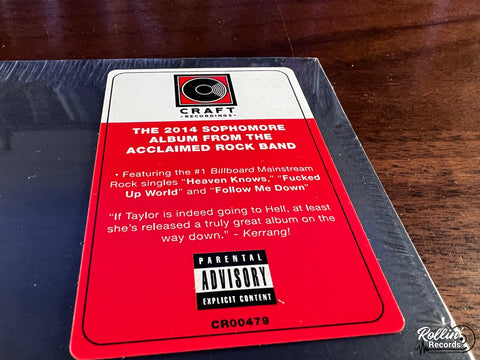 CRAFT
• RECORDINGS •
THE 2014 SOPHOMORE
ALBUM FROM THE
ACCLAIMED ROCK BAND
• Featuring the #1 Billboard Mainstream
Rock singles "Heaven Knows," "Fucked
Up World" and "Follow Me Down"
"If Taylor is indeed going to Hell, at least
she's released a truly great album on the
way down." - Kerrang!
PARENTAL
ADVISORY
EXPLICIT CONTENT
CR00479
Rollin'
Records